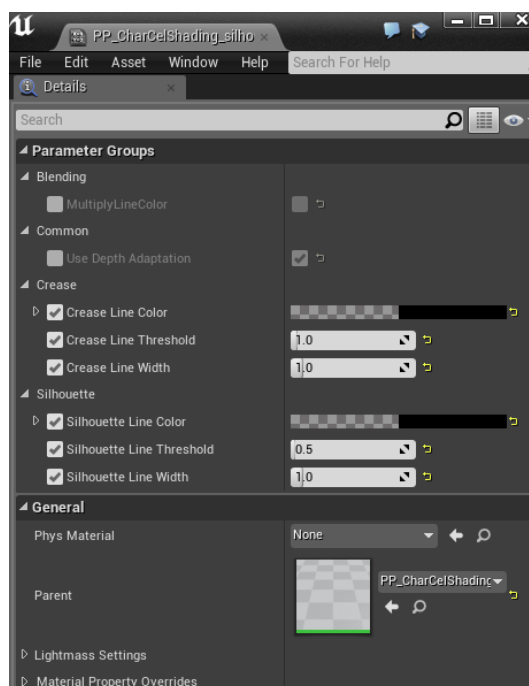 PP_CharCelShading_silho
File Edit Asset Window Help Search For Help
Details
Search
Parameter Groups
Blending
MultiplyLineColor
Common
Use Depth Adaptation
Crease
Crease Line Color
Crease Line Threshold 1.0
Crease Line Width 1.0
Silhouette
Silhouette Line Color
Silhouette Line Threshold 0.5
Silhouette Line Width 1.0
General
Phys Material None
PP_CharCelShading
Parent
Lightmass Settings
Material Property Overrides